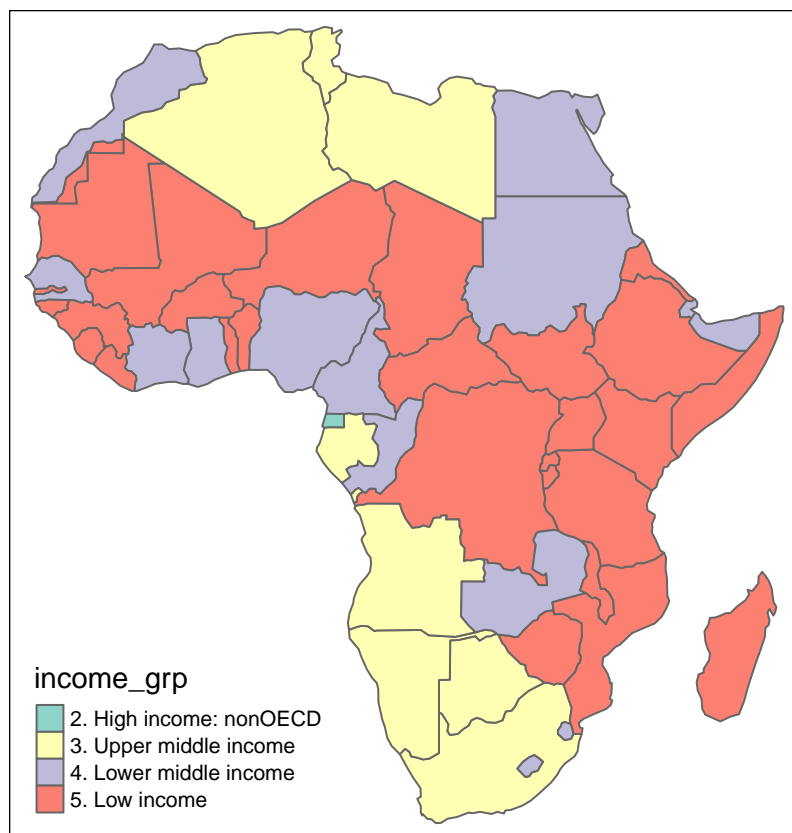 income_grp
2. High income: nonOECD
3. Upper middle income
4. Lower middle income
5. Low income